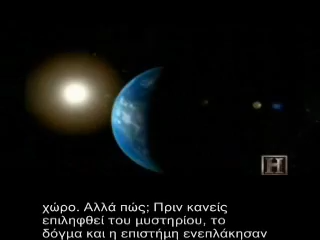 H
χώρο. Αλλά πώς; Πριν κανείς
επιληφθεί του μυστηρίου, το
δόγμα και η επιστήμη ενεπλάκησαν